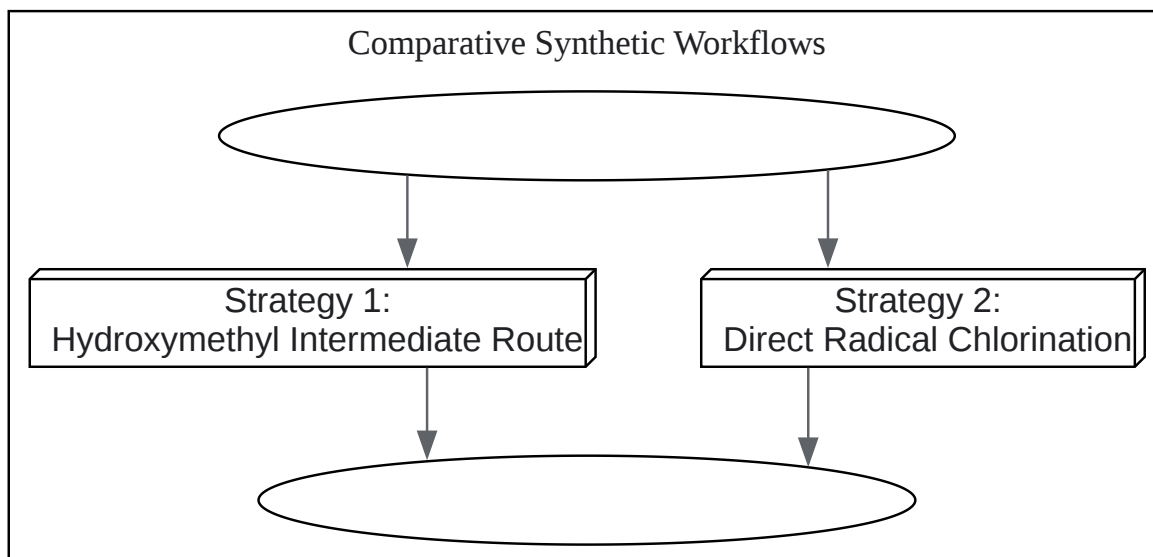 Comparative Synthetic Workflows
Strategy 1:
Hydroxymethyl Intermediate Route
Strategy 2:
Direct Radical Chlorination